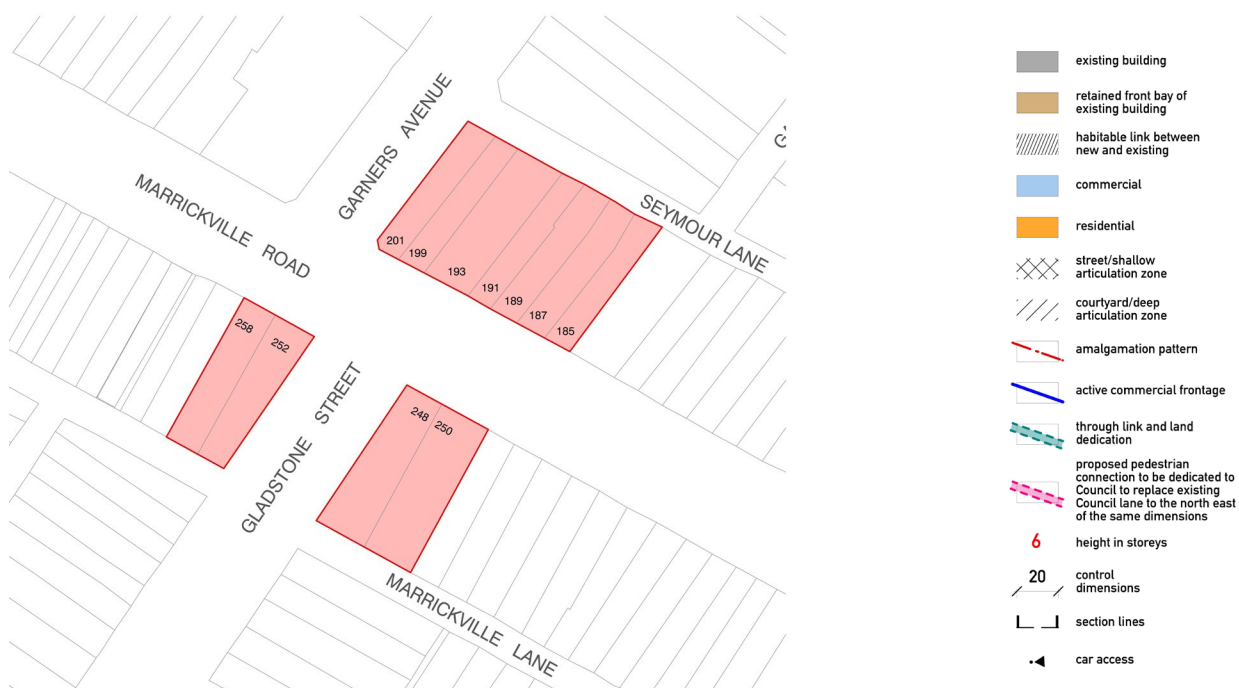 GARNERS AVENUE
MARRICKVILLE ROAD
SEYMOUR LANE
201
199
193
191
189
187
185
258
252
248
250
GLADSTONE STREET
MARRICKVILLE LANE
existing building
retained front bay of
existing building
habitable link between
new and existing
commercial
residential
street/shallow
articulation zone
courtyard/deep
articulation zone
amalgamation pattern
active commercial frontage
through link and land
dedication
proposed pedestrian
connection to be dedicated to
Council to replace existing
Council lane to the north east
of the same dimensions
6
height in storeys
20
control
dimensions
section lines
car access